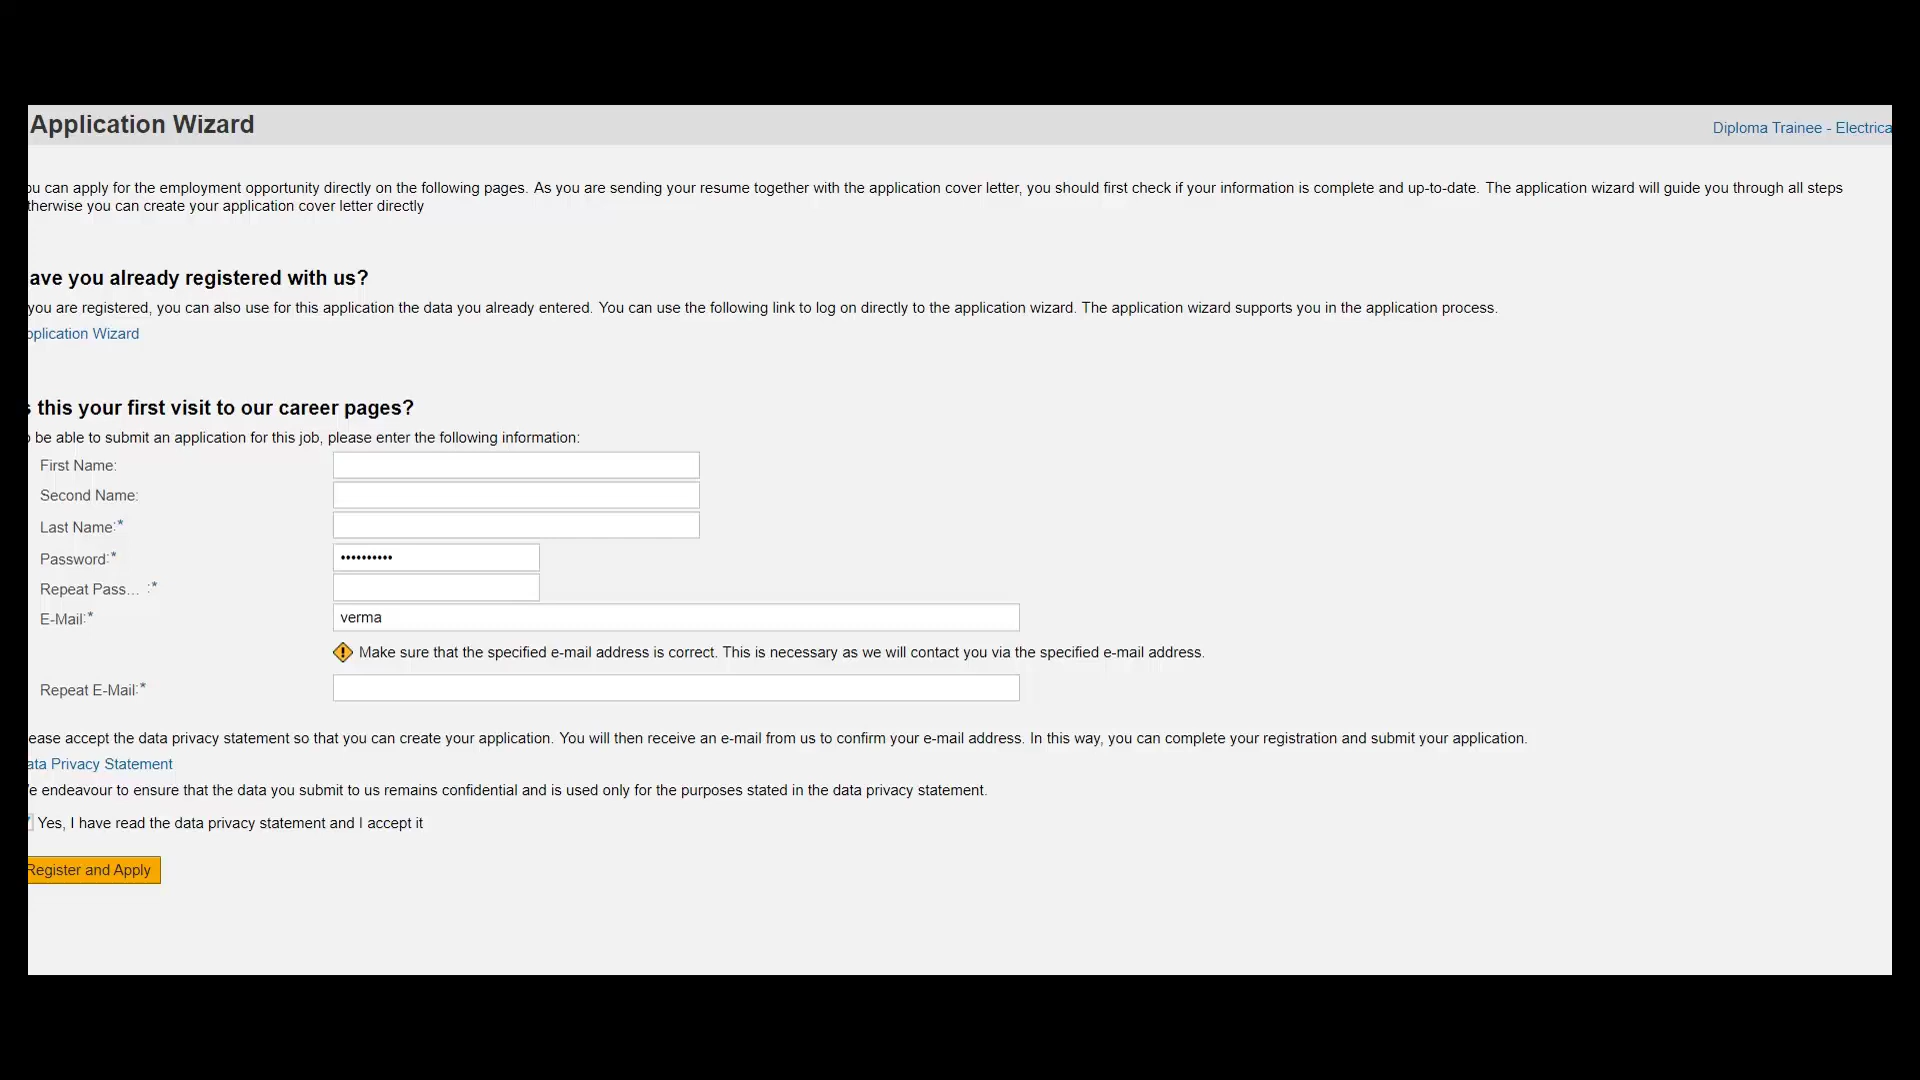 Application Wizard
Diploma Trainee - Electrica
ou can apply for the employment opportunity directly on the following pages. As you are sending your resume together with the application cover letter, you should first check if your information is complete and up-to-date. The application wizard will guide you through all steps
therwise you can create your application cover letter directly
ave you already registered with us?
you are registered, you can also use for this application the data you already entered. You can use the following link to log on directly to the application wizard. The application wizard supports you in the application process.
pplication Wizard
s this your first visit to our career pages?
o be able to submit an application for this job, please enter the following information:
First Name:
Second Name:
Last Name:*
Password:* ••••••••••
Repeat Pass... :*
E-Mail:* verma
Make sure that the specified e-mail address is correct. This is necessary as we will contact you via the specified e-mail address.
Repeat E-Mail:*
ease accept the data privacy statement so that you can create your application. You will then receive an e-mail from us to confirm your e-mail address. In this way, you can complete your registration and submit your application.
ata Privacy Statement
e endeavour to ensure that the data you submit to us remains confidential and is used only for the purposes stated in the data privacy statement.
Yes, I have read the data privacy statement and I accept it
Register and Apply